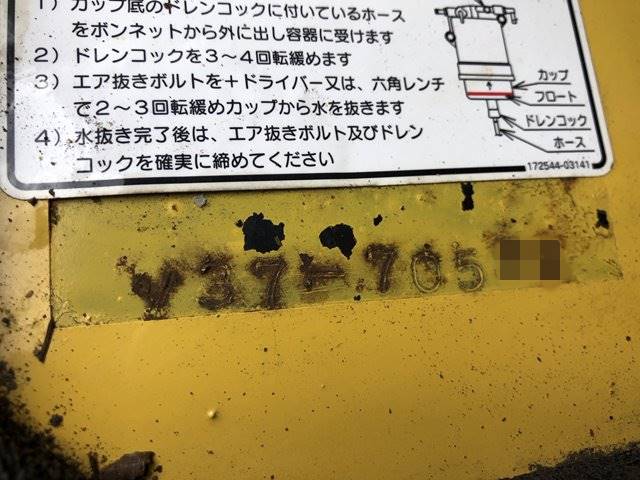 1) カップ底のドレンコックに付いているホース
をボンネットから外に出し容器に受けます
2) ドレンコックを3～4回転緩めます
3) エア抜きボルトを+ドライバー又は、六角レンチ
で2～3回転緩めカップから水を抜きます
4) 水抜き完了後は、エア抜きボルト及びドレン
コックを確実に締めてください
カップ
フロート
ドレンコック
ホース
172544-03141
V37=.705